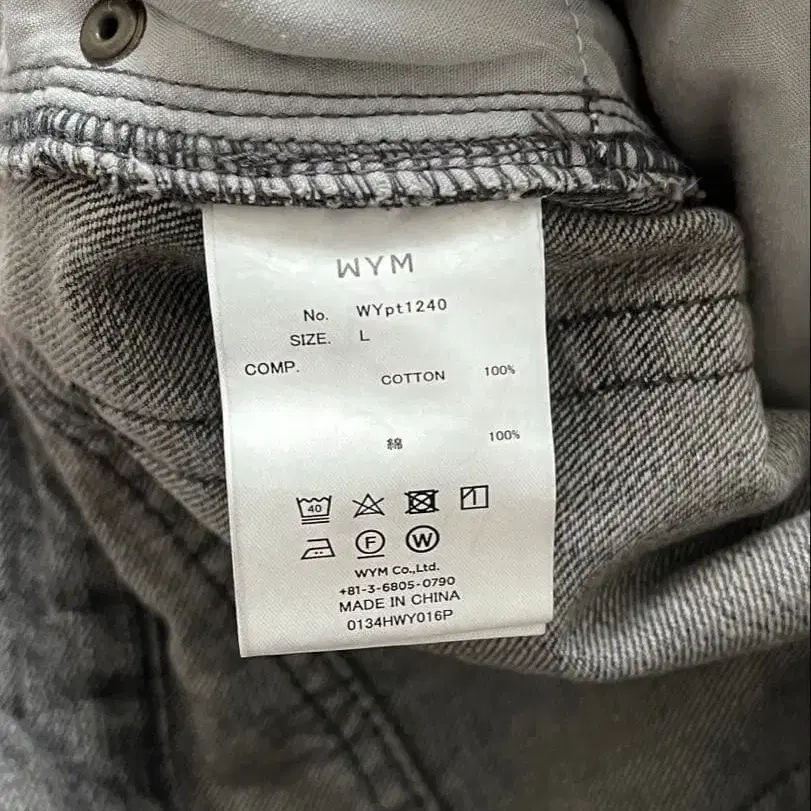 WYM
No. WYpt1240
SIZE. L
COMP.
COTTON 100%
綿 100%
40
F W
WYM Co.,Ltd.
+81-3-6805-0790
MADE IN CHINA
0134HWY016P